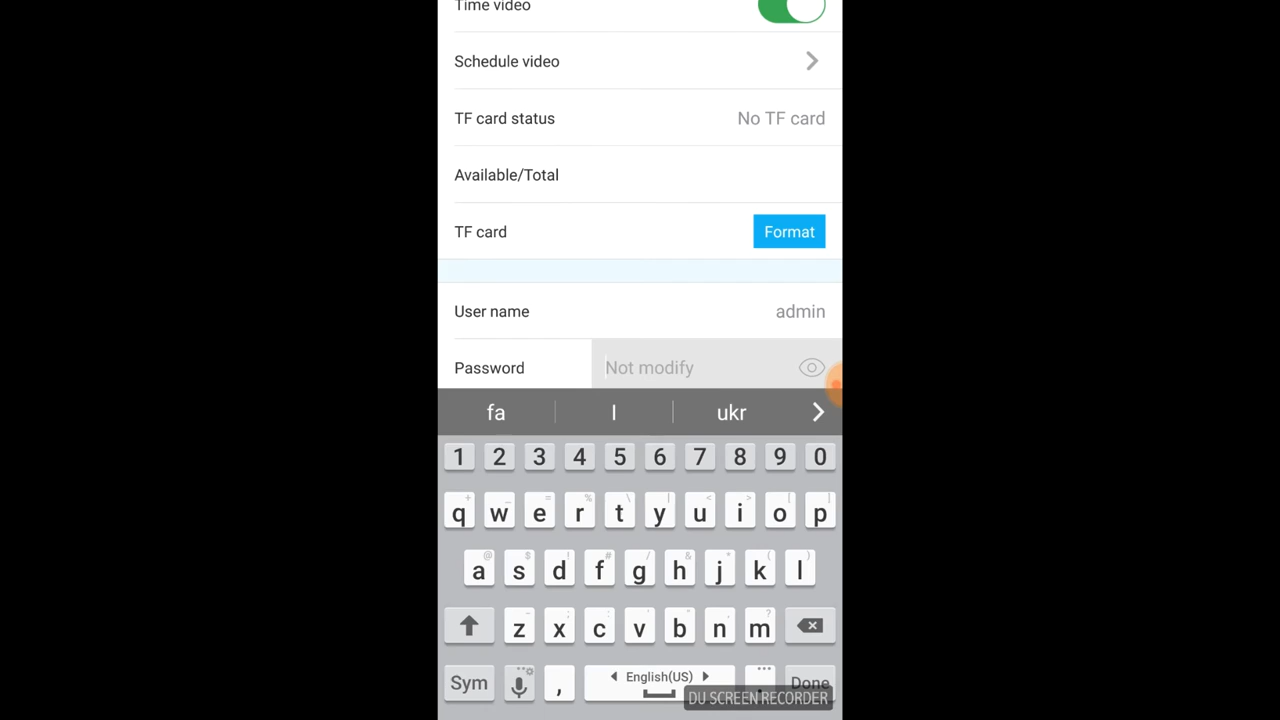 Time video
Schedule video
TF card status No TF card
Available/Total
TF card Format
User name admin
Password Not modify
fa l ukr
1 2 3 4 5 6 7 8 9 0
q w e r t y u i o p
a s d f g h j k l
z x c v b n m
Sym , English(US) . Done
DU SCREEN RECORDER